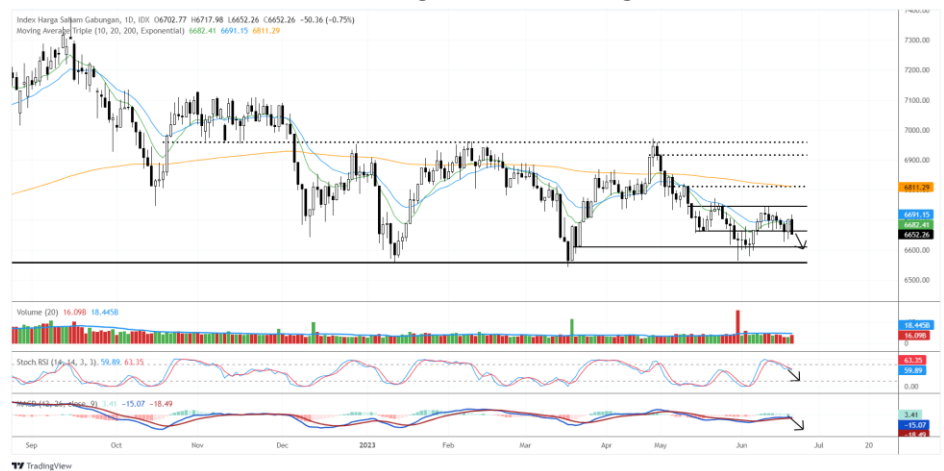 Index Harga Saham Gabungan, 1D, IDX O6702.77 H6717.98 L6652.26 C6652.26 −50.36 (−0.75%)
Moving Average Triple (10, 20, 200, Exponential) 6682.41 6691.15 6811.29
7400.00
7300.00
7200.00
7100.00
7000.00
6900.00
6811.29
6691.15
6682.41
6652.26
6600.00
6500.00
Volume (20) 16.09B 18.445B
18.445B
16.09B
0
Stoch RSI (14, 14, 3, 3) 59.89 63.35
63.35
59.89
0.00
MACD (12, 26, close, 9) 3.41 −15.07 −18.49
3.41
−15.07
−18.49
Sep Oct Nov Dec 2023 Feb Mar Apr May Jun Jul 20
TradingView